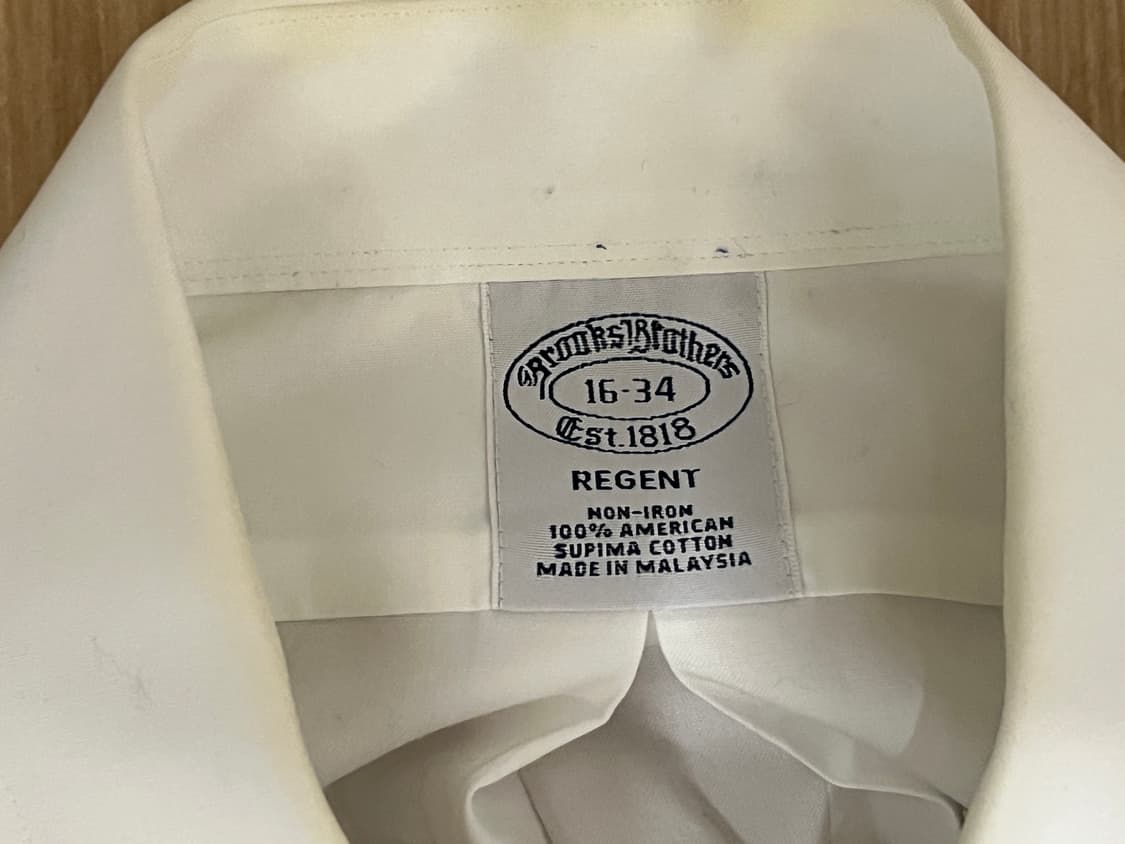 Brooks Brothers
16-34
Est. 1818
REGENT
NON-IRON
100% AMERICAN
SUPIMA COTTON
MADE IN MALAYSIA